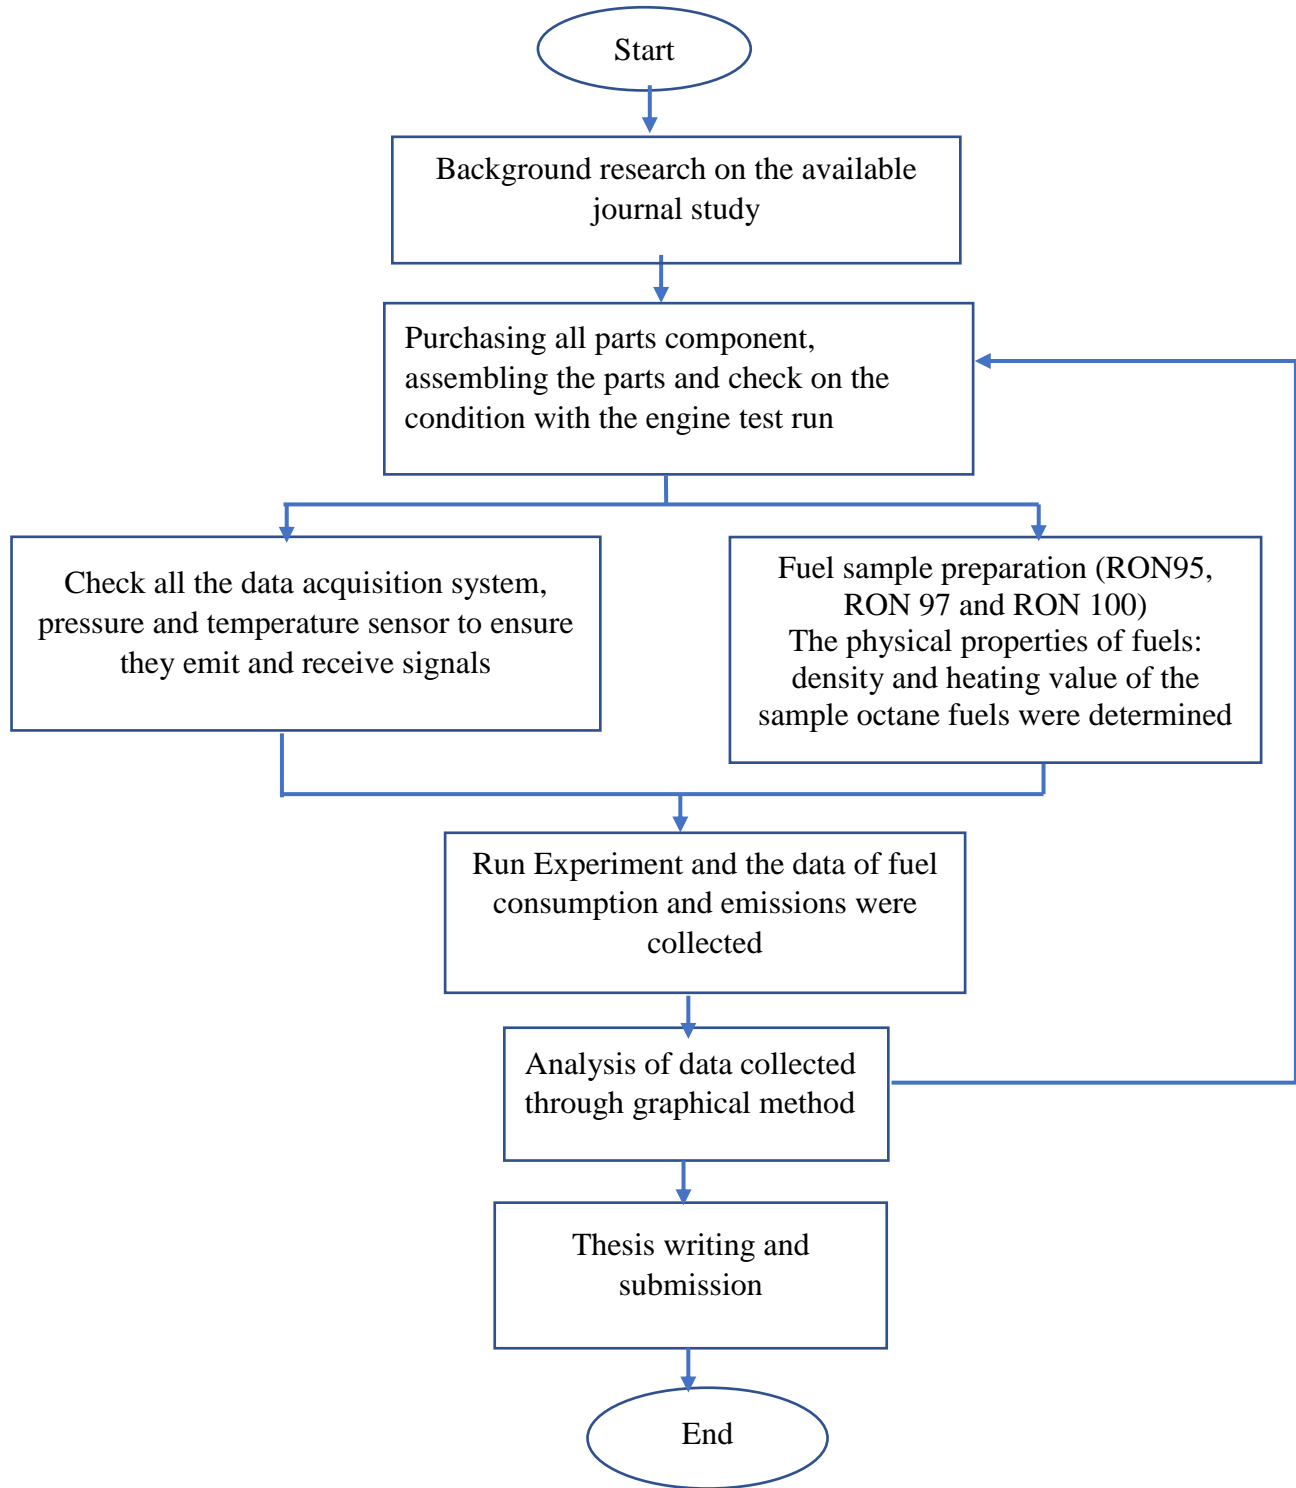 Start
Background research on the available
journal study
Purchasing all parts component,
assembling the parts and check on the
condition with the engine test run
Check all the data acquisition system,
pressure and temperature sensor to ensure
they emit and receive signals
Fuel sample preparation (RON95,
RON 97 and RON 100)
The physical properties of fuels:
density and heating value of the
sample octane fuels were determined
Run Experiment and the data of fuel
consumption and emissions were
collected
Analysis of data collected
through graphical method
Thesis writing and
submission
End